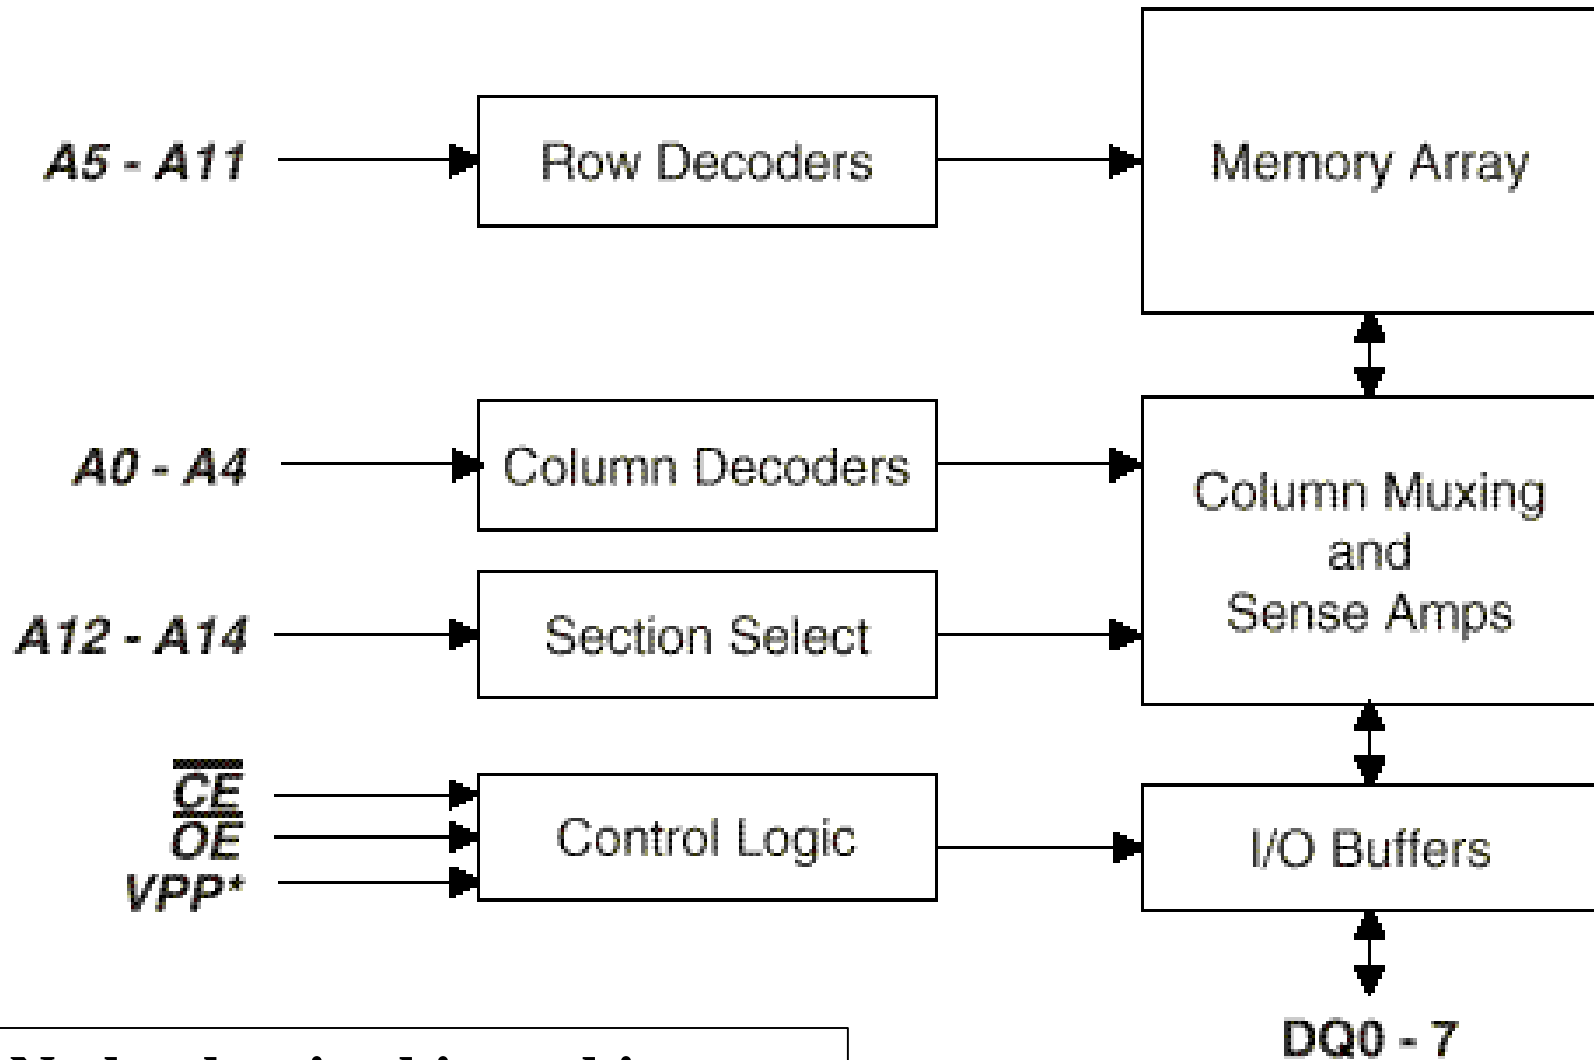 A5 - A11
Row Decoders
Memory Array
A0 - A4
Column Decoders
Column Muxing
and
Sense Amps
A12 - A14
Section Select
CE
OE
VPP*
Control Logic
I/O Buffers
DQ0 - 7